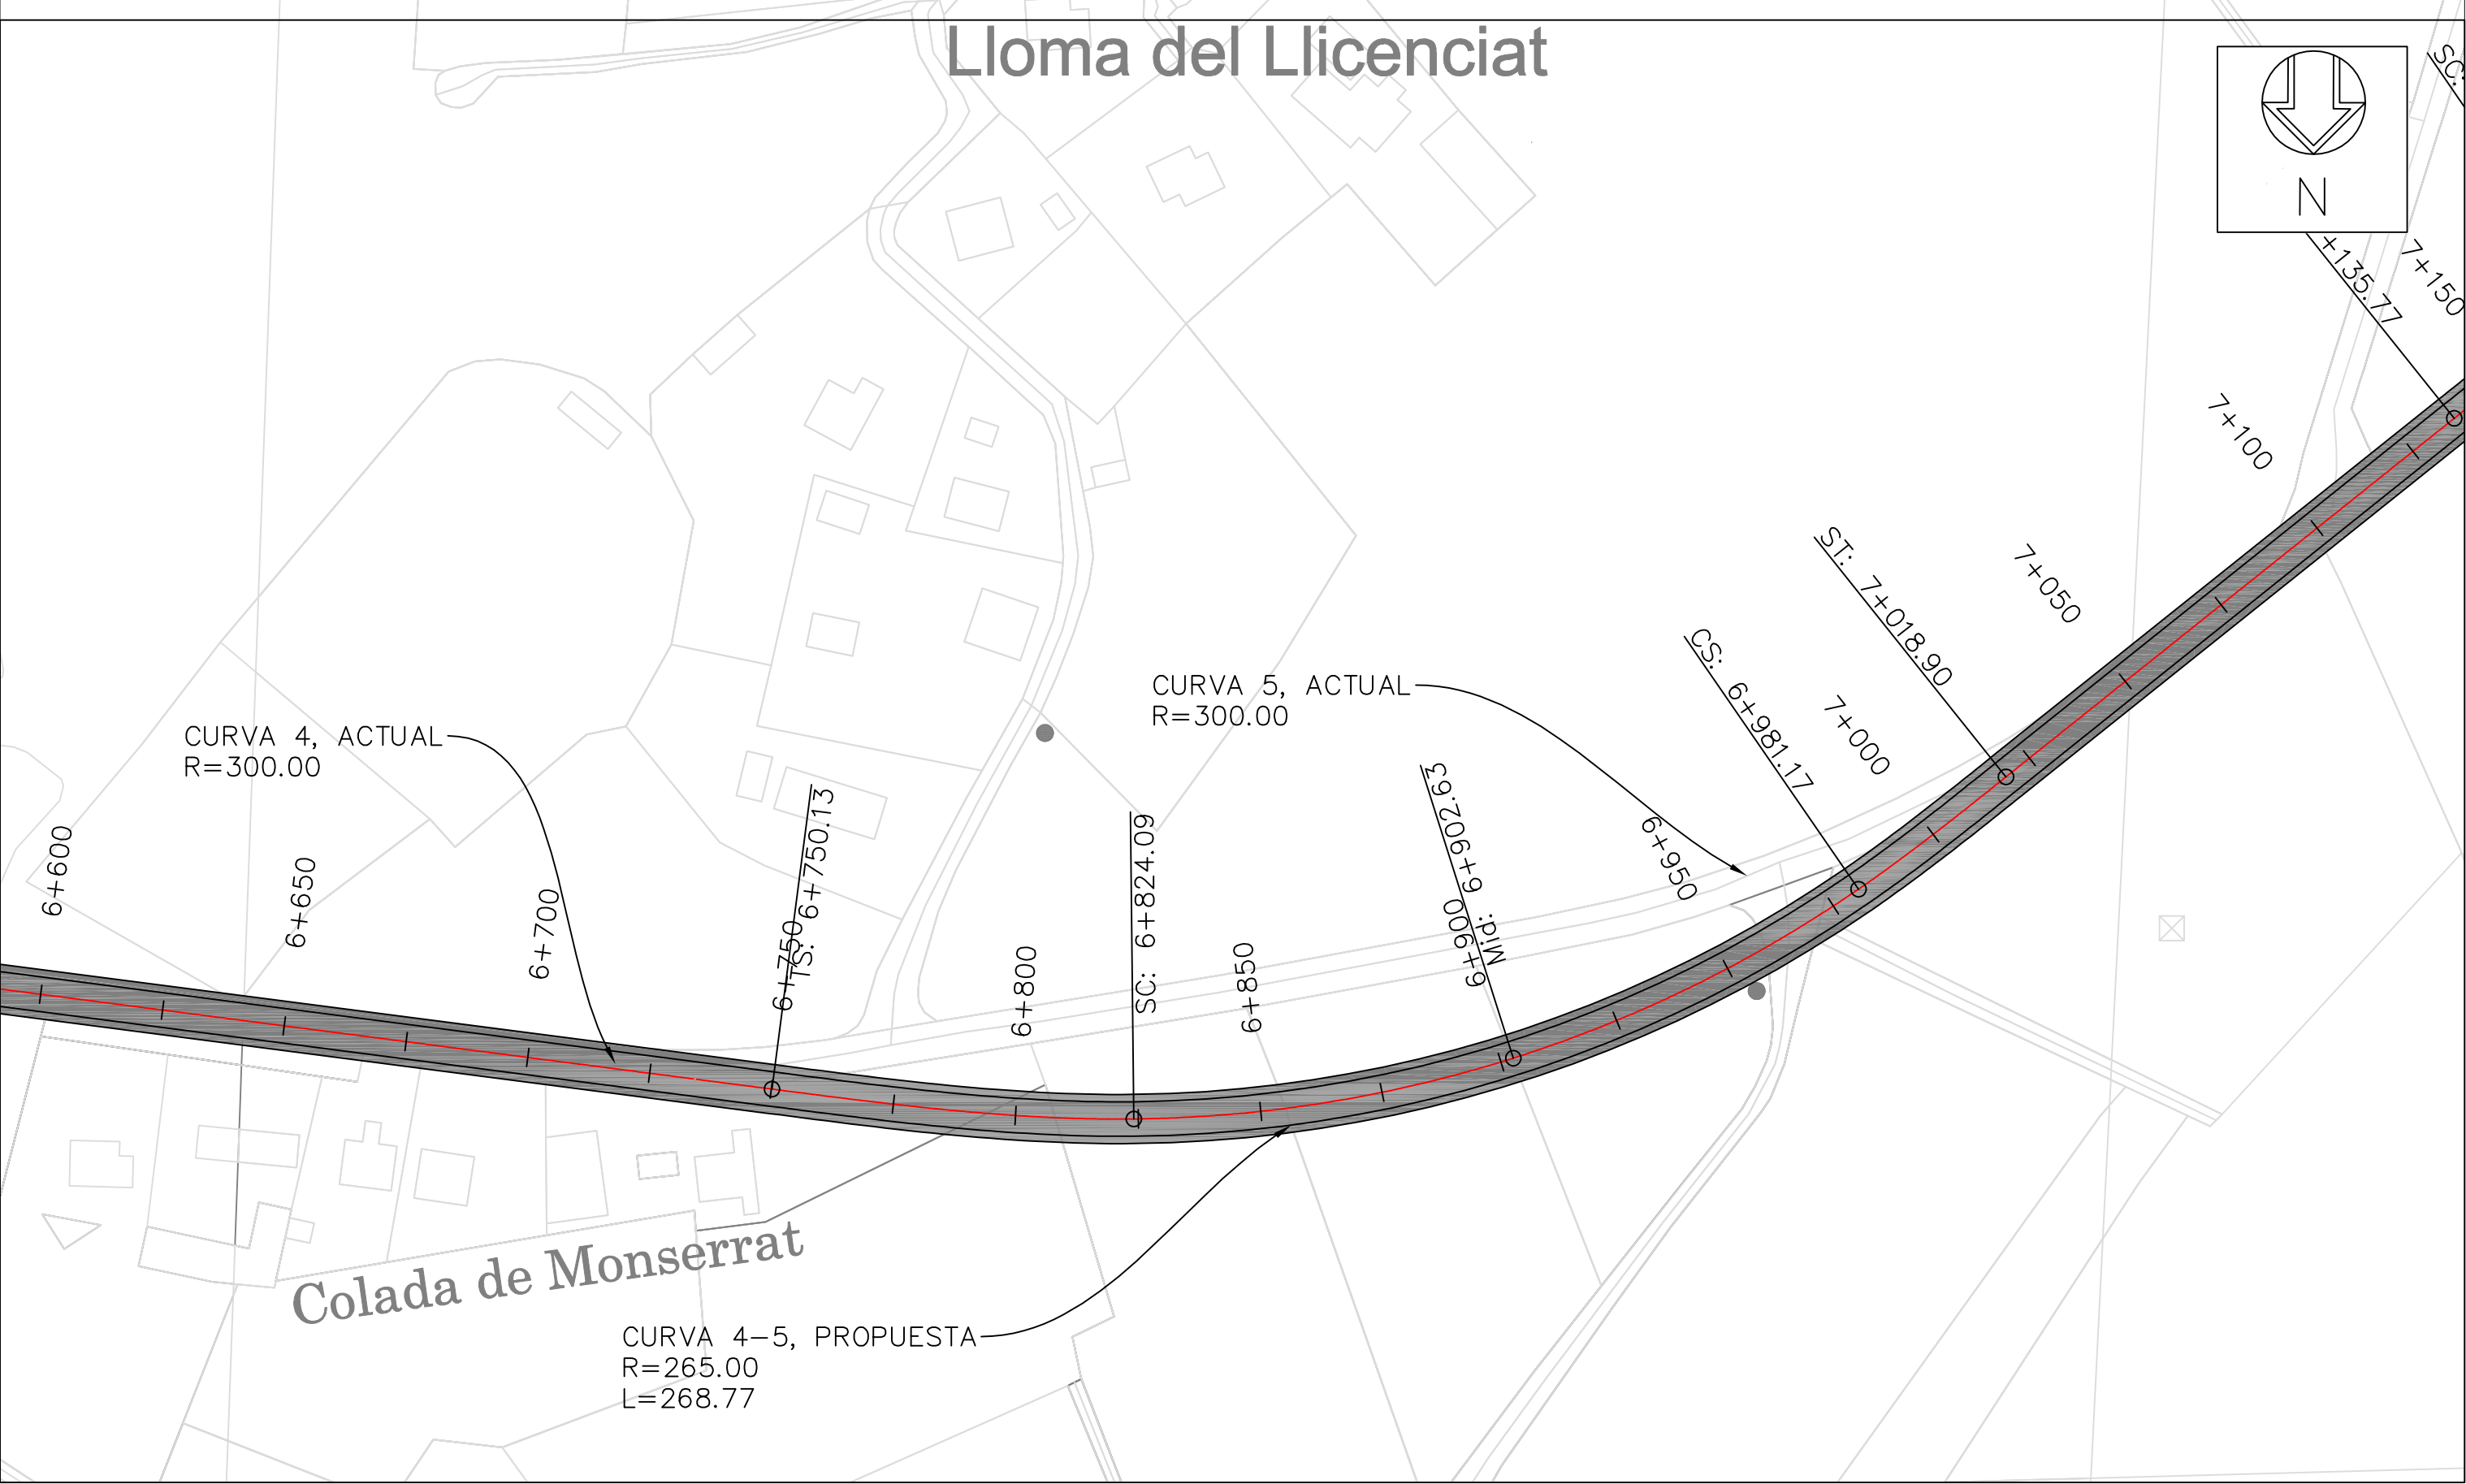 Lloma del Llicenciat
SC:
N
+135.77
7+150
7+100
7+050
ST: 7+018.90
CS: 6+981.17
7+000
CURVA 5, ACTUAL
R=300.00
CURVA 4, ACTUAL
R=300.00
6+600
6+650
6+700
6+750
TS: 6+750.13
6+800
SC: 6+824.09
6+850
6+900
Mid: 6+902.63
6+950
Colada de Monserrat
CURVA 4-5, PROPUESTA
R=265.00
L=268.77